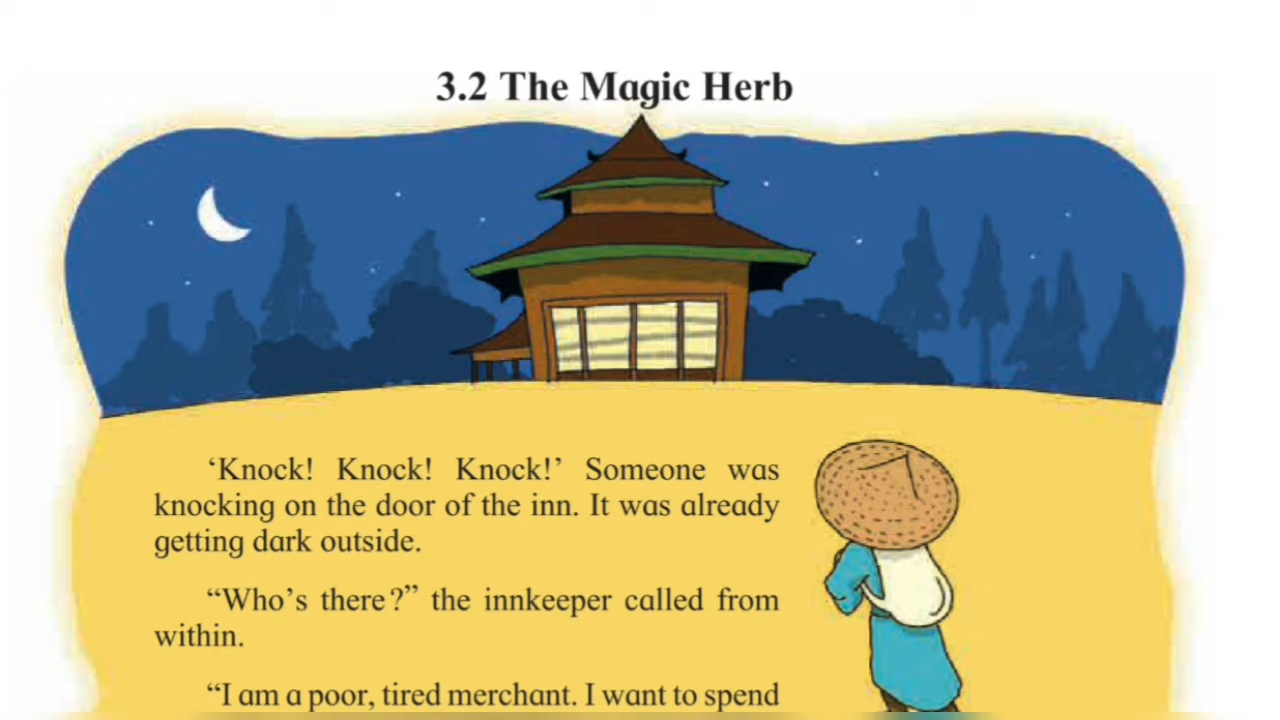 3.2 The Magic Herb
‘Knock! Knock! Knock!’ Someone was
knocking on the door of the inn. It was already
getting dark outside.
“Who’s there?” the innkeeper called from
within.
“I am a poor, tired merchant. I want to spend